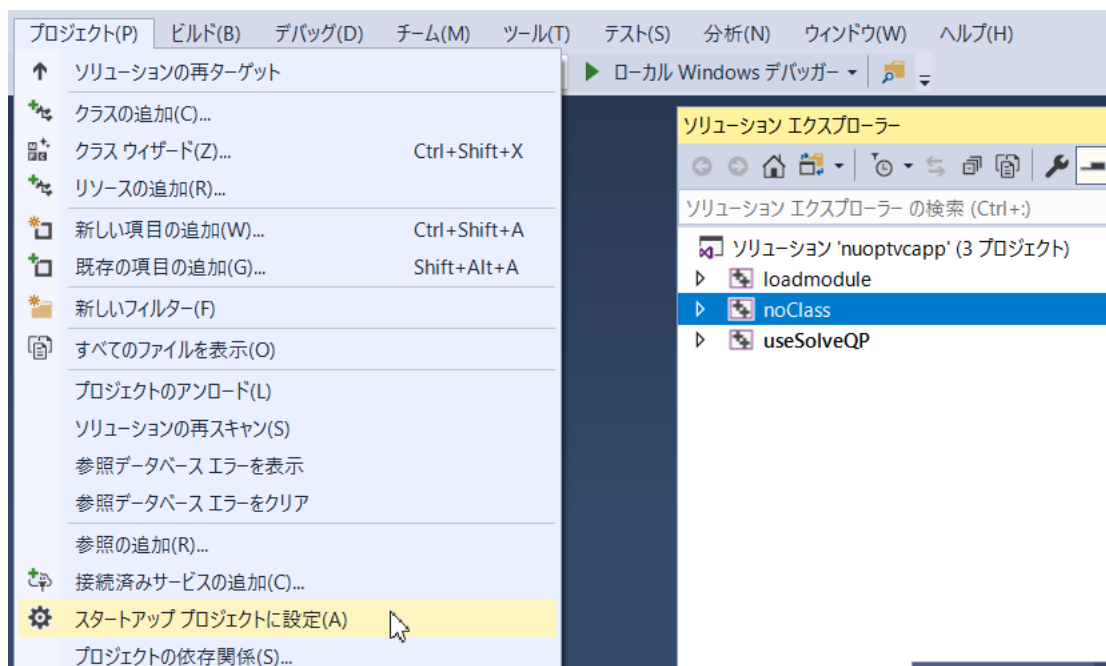 プロジェクト(P) ビルド(B) デバッグ(D) チーム(M) ツール(T) テスト(S) 分析(N) ウィンドウ(W) ヘルプ(H)
ソリューションの再ターゲット
ローカル Windows デバッガー
クラスの追加(C)...
クラス ウィザード(Z)... Ctrl+Shift+X
リソースの追加(R)...
新しい項目の追加(W)... Ctrl+Shift+A
既存の項目の追加(G)... Shift+Alt+A
新しいフィルター(F)
すべてのファイルを表示(O)
プロジェクトのアンロード(L)
ソリューションの再スキャン(S)
参照データベース エラーを表示
参照データベース エラーをクリア
参照の追加(R)...
接続済みサービスの追加(C)...
スタートアップ プロジェクトに設定(A)
プロジェクトの依存関係(S)...
ソリューション エクスプローラー
ソリューション エクスプローラー の検索 (Ctrl+:)
ソリューション 'nuoptvcapp' (3 プロジェクト)
loadmodule
noClass
useSolveQP